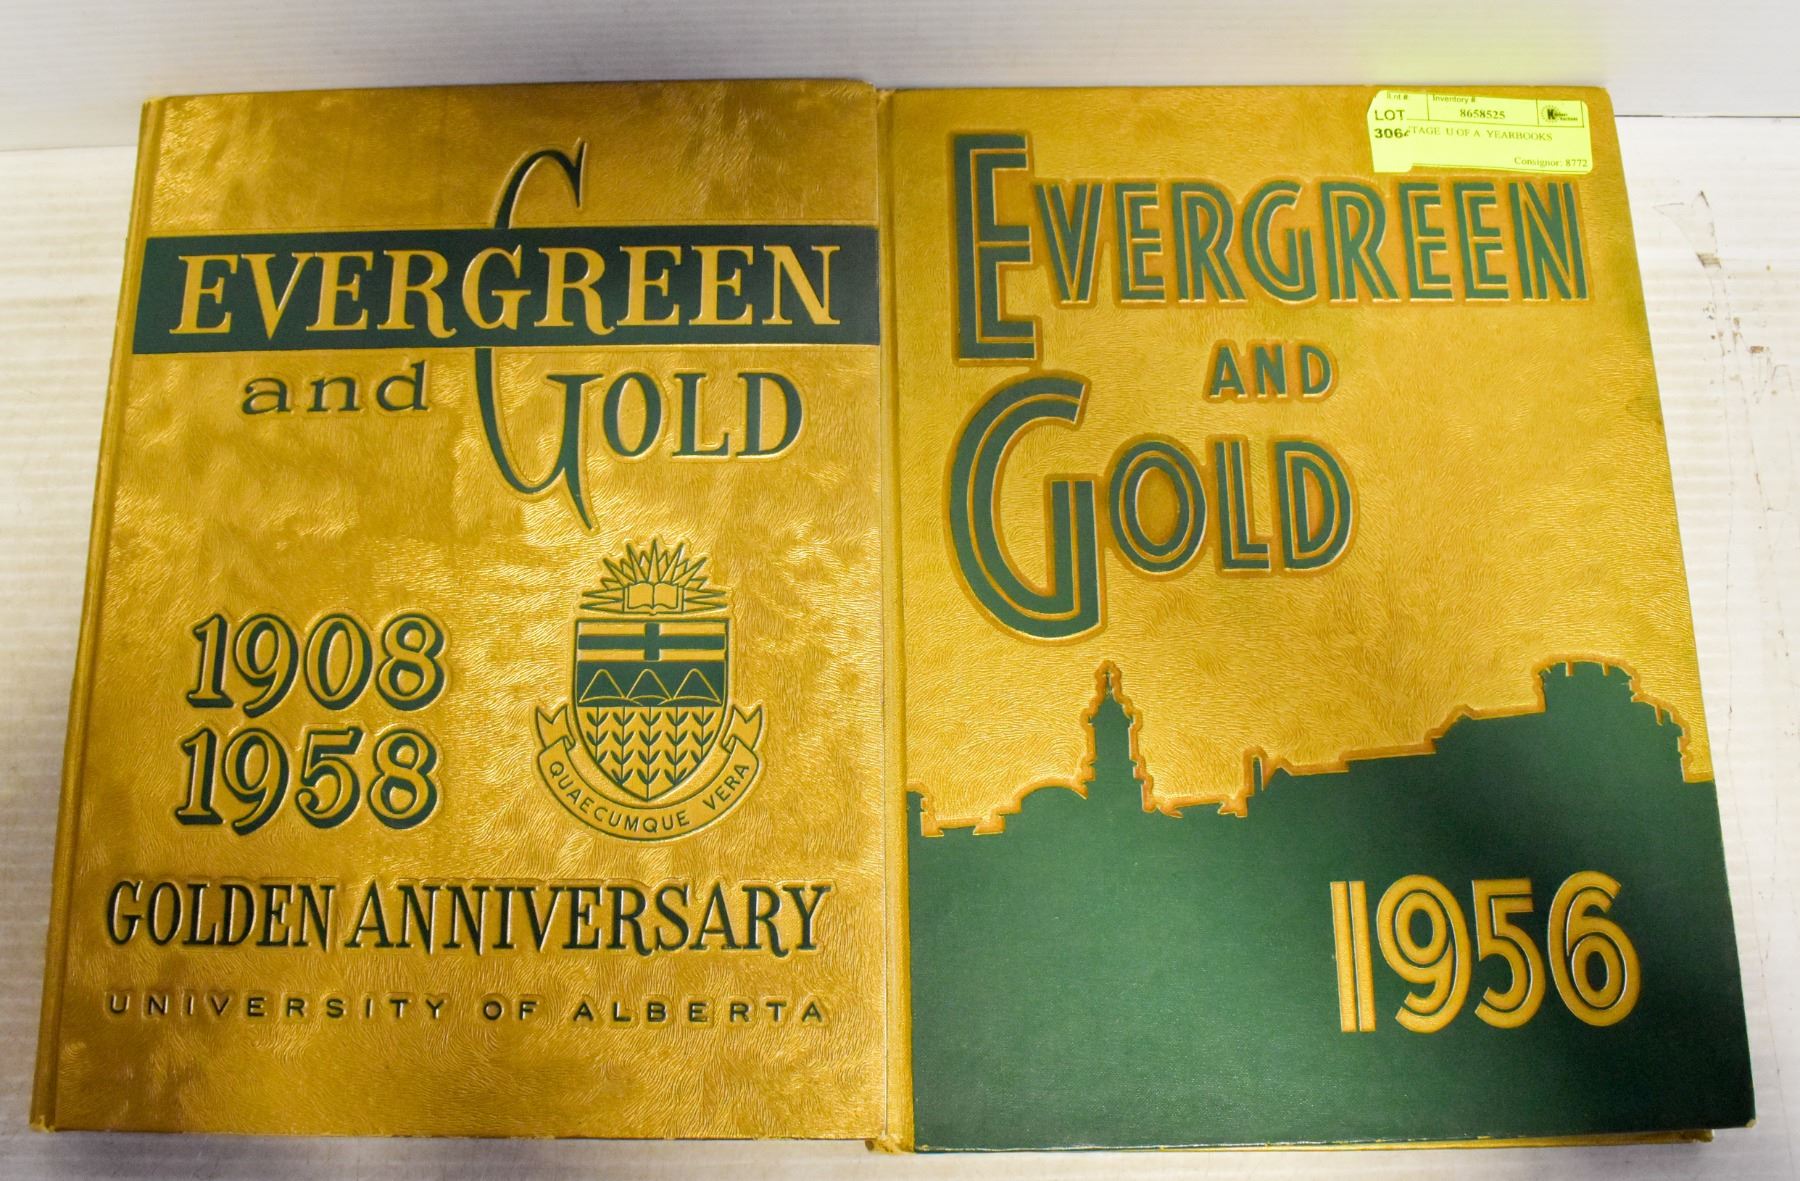 EVERGREEN
and GOLD
1908
1958
QUAECUMQUE VERA
GOLDEN ANNIVERSARY
UNIVERSITY OF ALBERTA
Lot #: Inventory #
LOT 8658525
TAGE U OF A YEARBOOKS
Consignor: 8772
EVERGREEN
AND
GOLD
1956